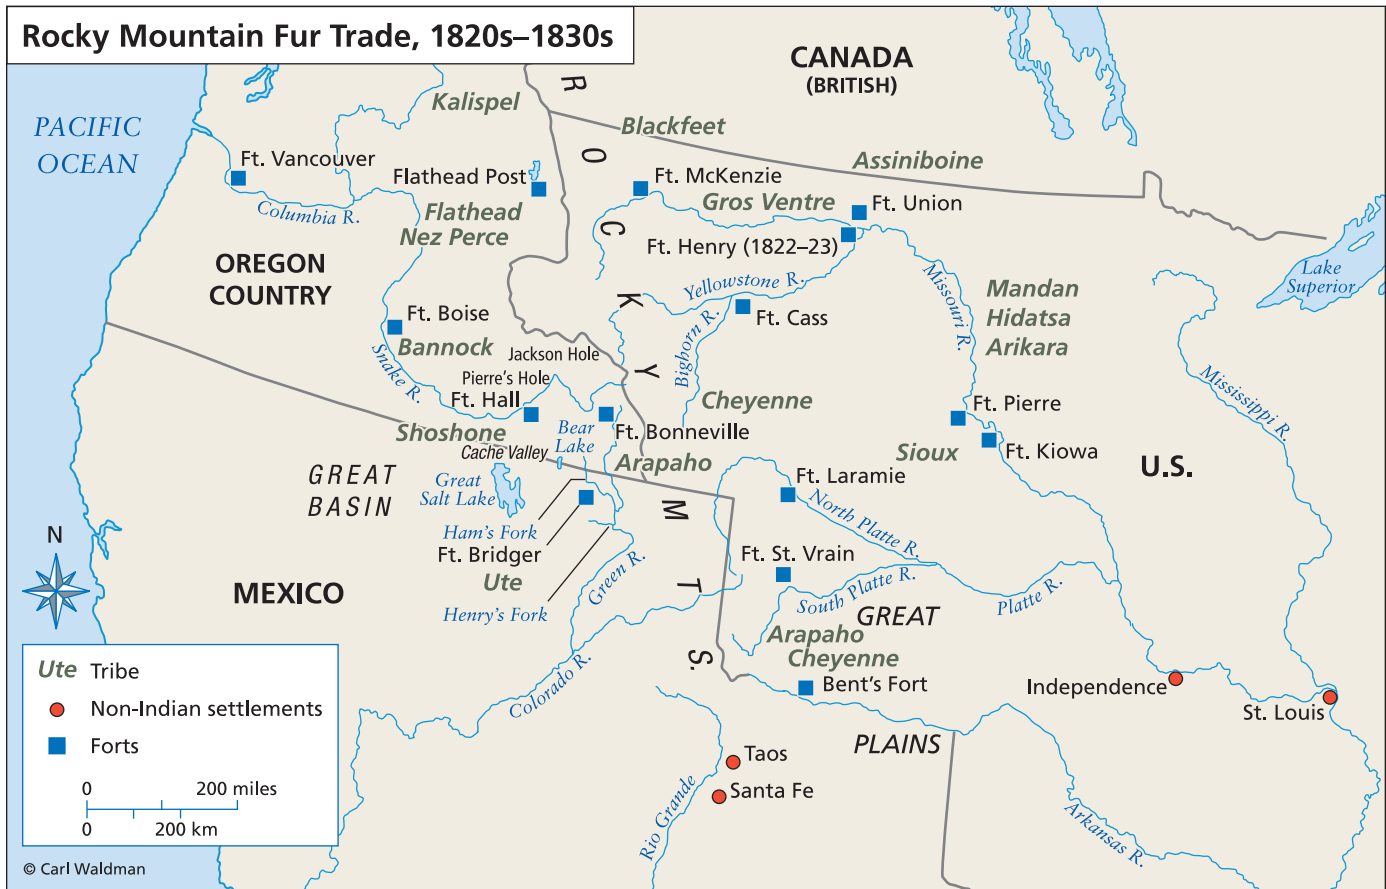 Rocky Mountain Fur Trade, 1820s–1830s
CANADA
(BRITISH)
R
O
C
K
Y
M
T
S.
PACIFIC
OCEAN
Kalispel
Blackfeet
Assiniboine
Ft. Vancouver
Flathead Post
Ft. McKenzie
Gros Ventre
Ft. Union
Columbia R.
Flathead
Nez Perce
Ft. Henry (1822–23)
OREGON
COUNTRY
Yellowstone R.
Missouri R.
Lake
Superior
Mandan
Hidatsa
Arikara
Ft. Boise
Ft. Cass
Bighorn R.
Bannock
Snake R.
Jackson Hole
Pierre's Hole
Ft. Hall
Mississippi R.
Cheyenne
Ft. Pierre
Shoshone
Bear
Lake
Ft. Bonneville
Cache Valley
Arapaho
Sioux
Ft. Kiowa
U.S.
GREAT
BASIN
Great
Salt Lake
Ft. Laramie
North Platte R.
Ham's Fork
Ft. Bridger
Ft. St. Vrain
N
Ute
Green R.
South Platte R.
Platte R.
MEXICO
Henry's Fork
GREAT
Arapaho
Cheyenne
Colorado R.
Bent's Fort
Independence
St. Louis
PLAINS
Taos
Santa Fe
Rio Grande
Arkansas R.
Ute Tribe
Non-Indian settlements
Forts
0 200 miles
0 200 km
© Carl Waldman